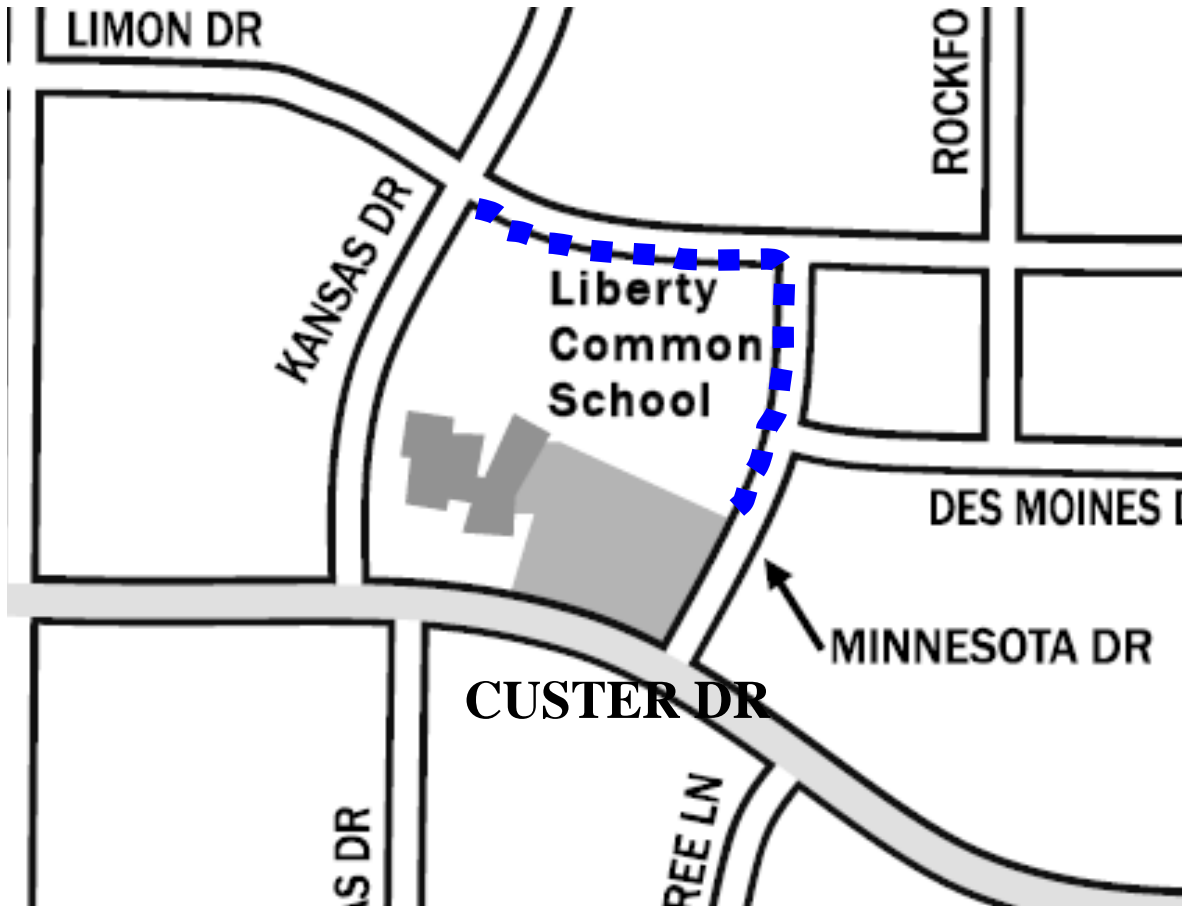 LIMON DR
ROCKFO
KANSAS DR
Liberty
Common
School
DES MOINES D
MINNESOTA DR
CUSTER DR
AS DR
REE LN